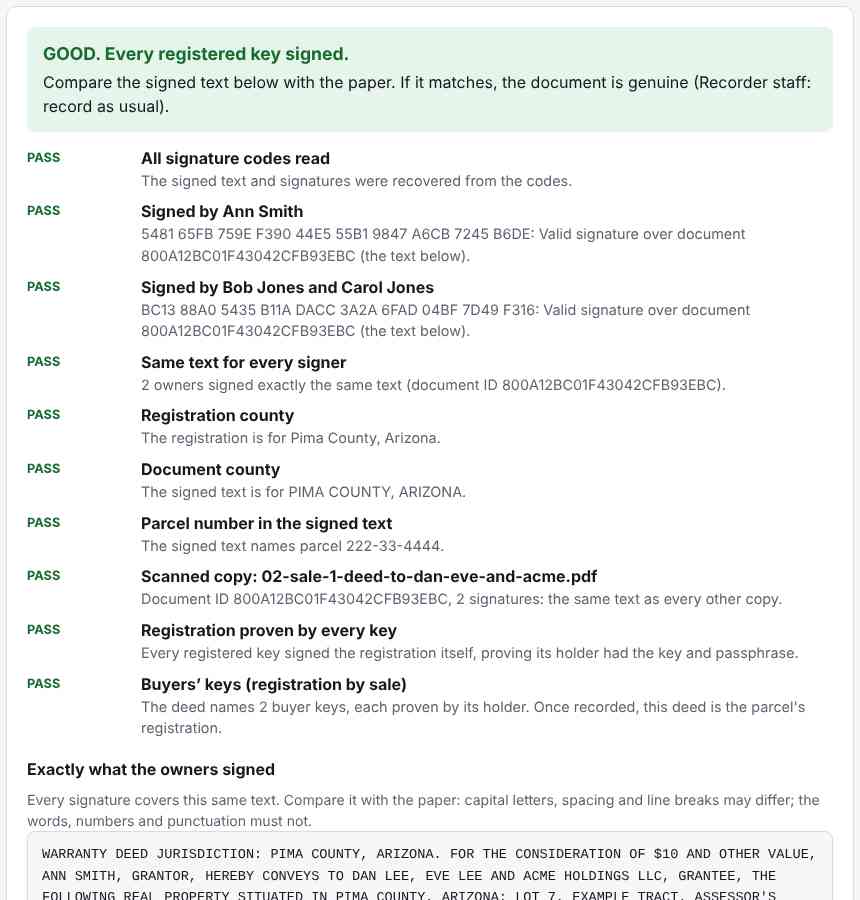 GOOD. Every registered key signed.
Compare the signed text below with the paper. If it matches, the document is genuine (Recorder staff:
record as usual).
PASS All signature codes read
The signed text and signatures were recovered from the codes.
PASS Signed by Ann Smith
5481 65FB 759E F390 44E5 55B1 9847 A6CB 7245 B6DE: Valid signature over document
800A12BC01F43042CFB93EBC (the text below).
PASS Signed by Bob Jones and Carol Jones
BC13 88A0 5435 B11A DACC 3A2A 6FAD 04BF 7D49 F316: Valid signature over document
800A12BC01F43042CFB93EBC (the text below).
PASS Same text for every signer
2 owners signed exactly the same text (document ID 800A12BC01F43042CFB93EBC).
PASS Registration county
The registration is for Pima County, Arizona.
PASS Document county
The signed text is for PIMA COUNTY, ARIZONA.
PASS Parcel number in the signed text
The signed text names parcel 222-33-4444.
PASS Scanned copy: 02-sale-1-deed-to-dan-eve-and-acme.pdf
Document ID 800A12BC01F43042CFB93EBC, 2 signatures: the same text as every other copy.
PASS Registration proven by every key
Every registered key signed the registration itself, proving its holder had the key and passphrase.
PASS Buyers’ keys (registration by sale)
The deed names 2 buyer keys, each proven by its holder. Once recorded, this deed is the parcel's
registration.
Exactly what the owners signed
Every signature covers this same text. Compare it with the paper: capital letters, spacing and line breaks may differ; the
words, numbers and punctuation must not.
WARRANTY DEED JURISDICTION: PIMA COUNTY, ARIZONA. FOR THE CONSIDERATION OF $10 AND OTHER VALUE,
ANN SMITH, GRANTOR, HEREBY CONVEYS TO DAN LEE, EVE LEE AND ACME HOLDINGS LLC, GRANTEE, THE
FOLLOWING REAL PROPERTY SITUATED IN PIMA COUNTY, ARIZONA: LOT 7, EXAMPLE TRACT. ASSESSOR'S